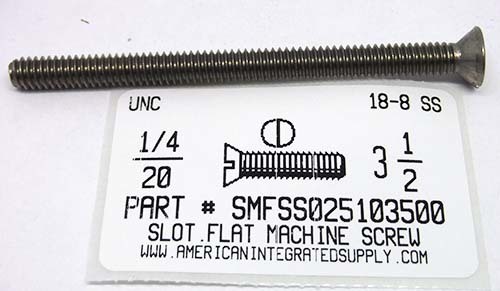 UNC 18-8 SS
1/4
20
3 1/2
PART # SMFSS025103500
SLOT.FLAT MACHINE SCREW
WWW.AMERICANINTEGRATEDSUPPLY.COM